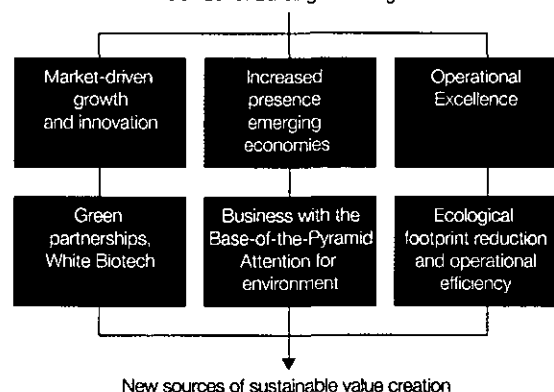 Market-driven
growth
and innovation
Increased
presence
emerging
economies
Operational
Excellence
Green
partnerships,
White Biotech
Business with the
Base-of-the-Pyramid
Attention for
environment
Ecological
footprint reduction
and operational
efficiency
New sources of sustainable value creation